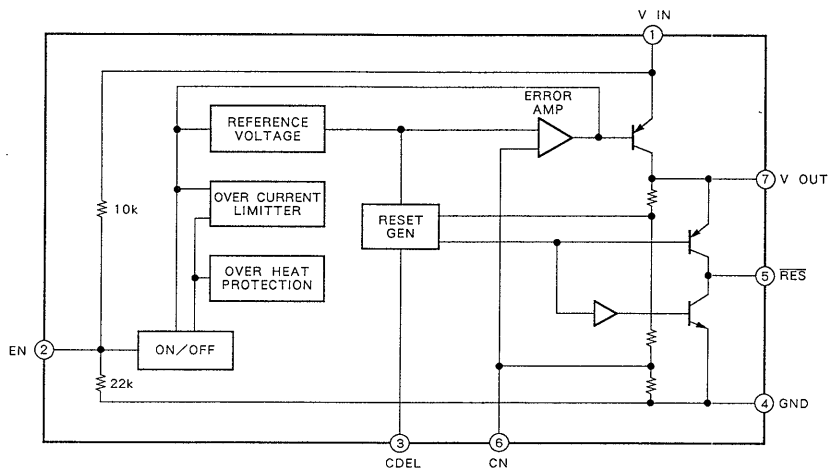 V IN
1
ERROR
AMP
REFERENCE
VOLTAGE
7 V OUT
10k
OVER CURRENT
LIMITTER
RESET
GEN
OVER HEAT
PROTECTION
5 RES
EN 2
ON/OFF
22k
4 GND
3
CDEL
6
CN